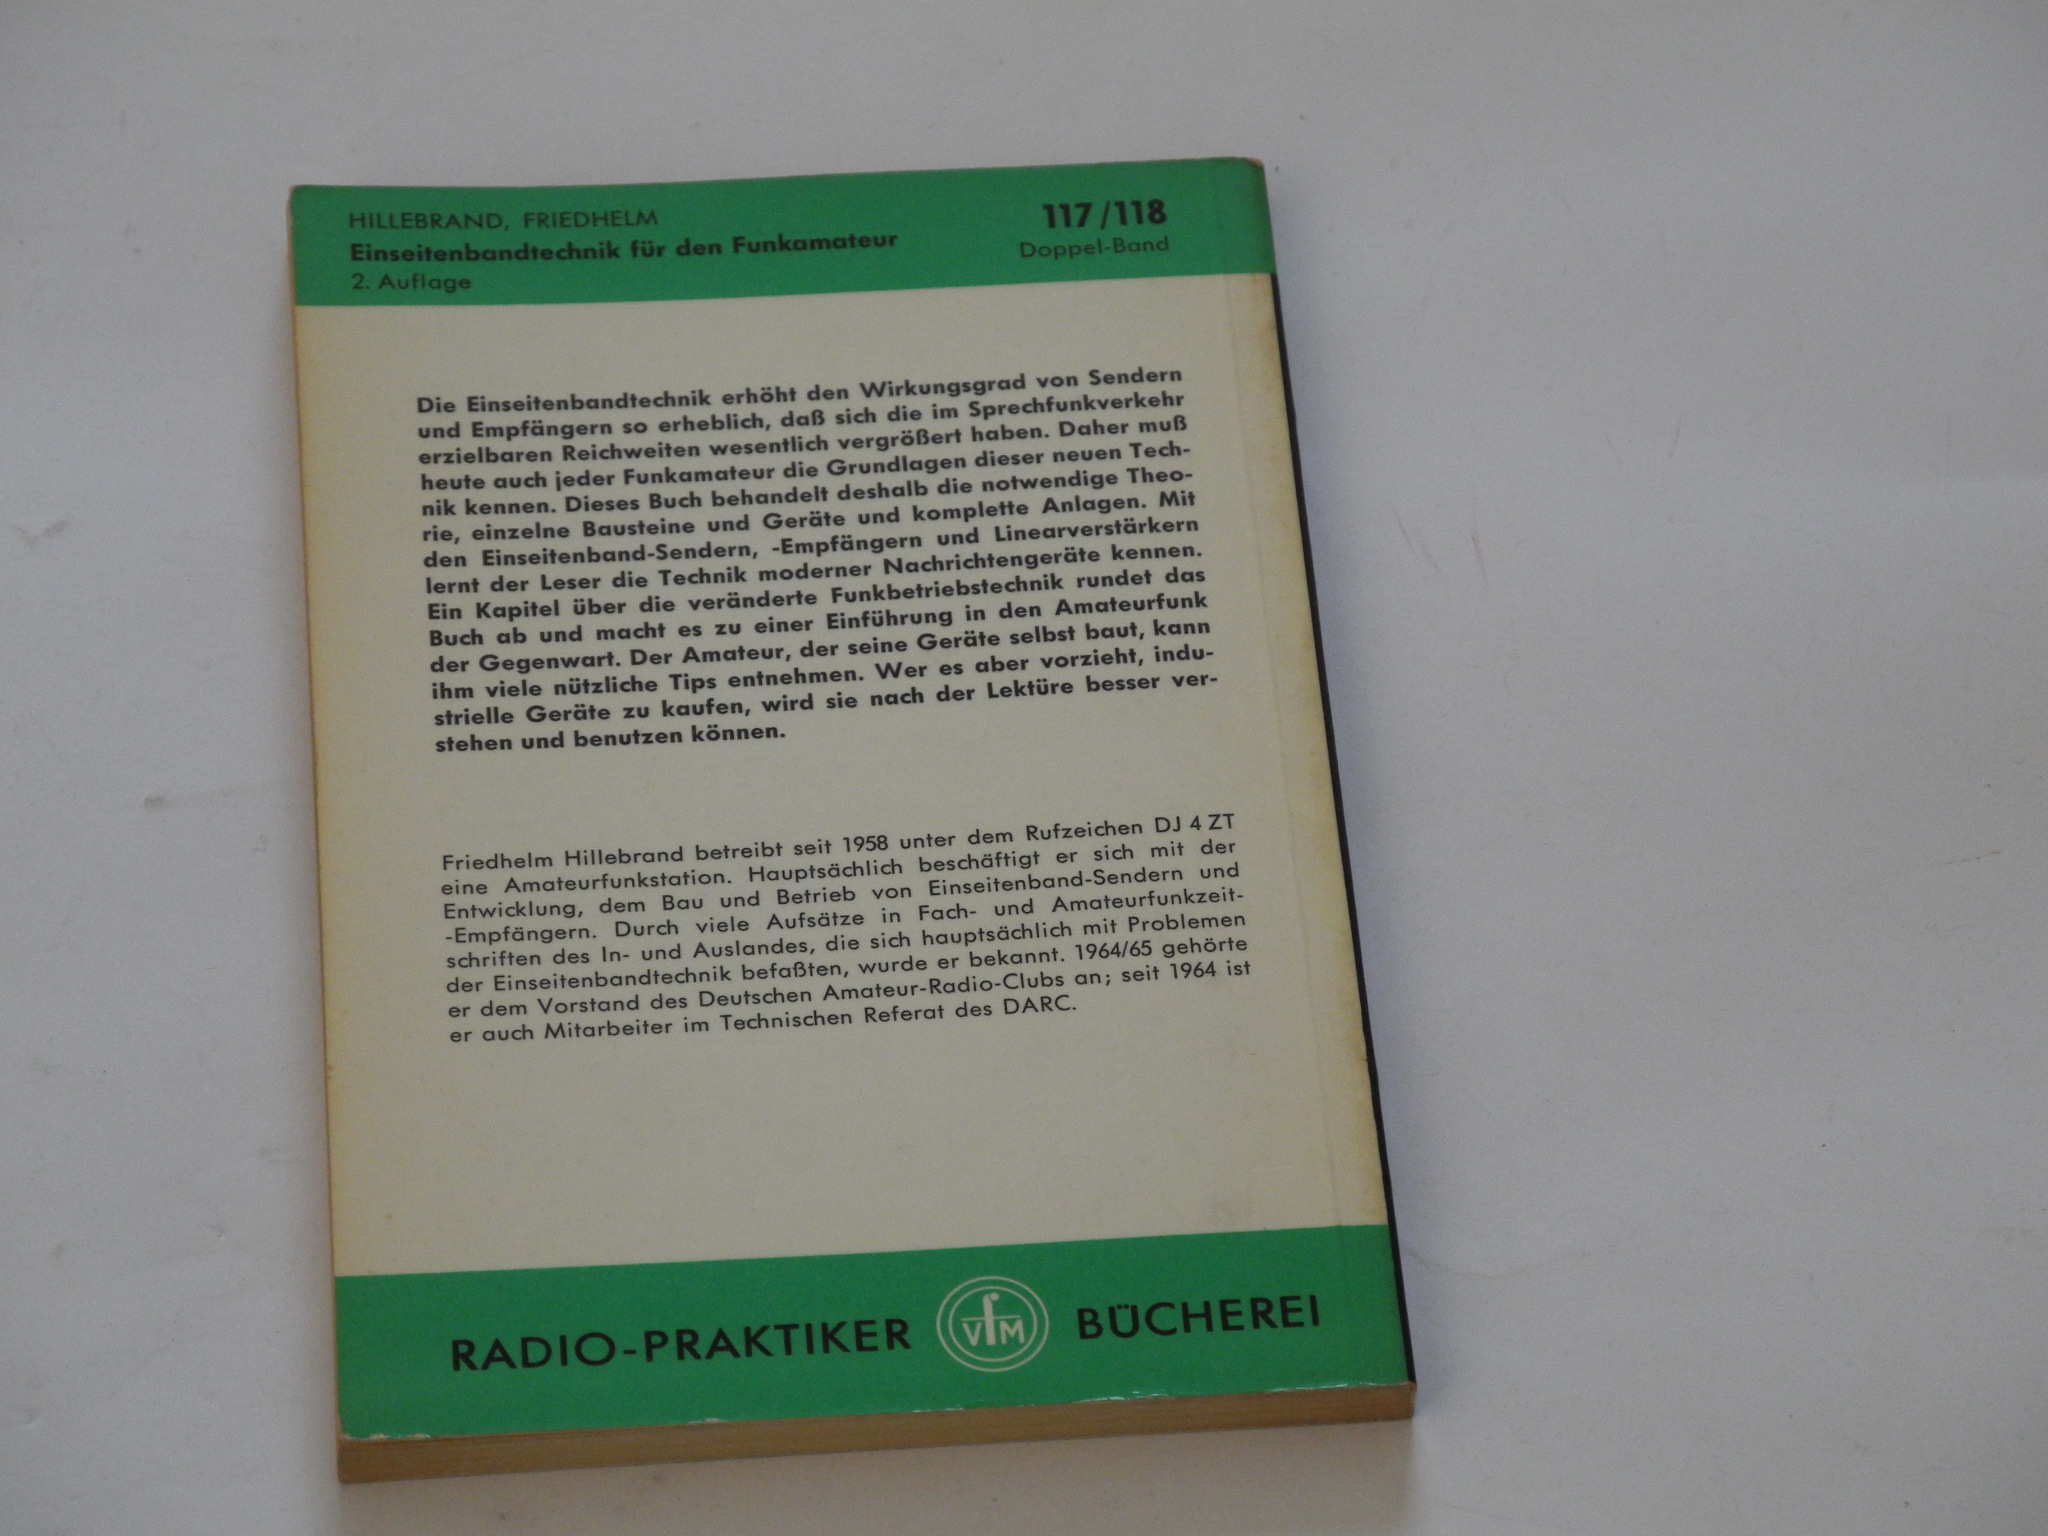 HILLEBRAND, FRIEDHELM
Einseitenbandtechnik für den Funkamateur
2. Auflage
117/118
Doppel-Band
Die Einseitenbandtechnik erhöht den Wirkungsgrad von Sendern
und Empfängern so erheblich, daß sich die im Sprechfunkverkehr
erzielbaren Reichweiten wesentlich vergrößert haben. Daher muß
heute auch jeder Funkamateur die Grundlagen dieser neuen Tech-
nik kennen. Dieses Buch behandelt deshalb die notwendige Theo-
rie, einzelne Bausteine und Geräte und komplette Anlagen. Mit
den Einseitenband-Sendern, -Empfängern und Linearverstärkern
lernt der Leser die Technik moderner Nachrichtengeräte kennen.
Ein Kapitel über die veränderte Funkbetriebstechnik rundet das
Buch ab und macht es zu einer Einführung in den Amateurfunk
der Gegenwart. Der Amateur, der seine Geräte selbst baut, kann
ihm viele nützliche Tips entnehmen. Wer es aber vorzieht, indu-
strielle Geräte zu kaufen, wird sie nach der Lektüre besser ver-
stehen und benutzen können.
Friedhelm Hillebrand betreibt seit 1958 unter dem Rufzeichen DJ 4 ZT
eine Amateurfunkstation. Hauptsächlich beschäftigt er sich mit der
Entwicklung, dem Bau und Betrieb von Einseitenband-Sendern und
-Empfängern. Durch viele Aufsätze in Fach- und Amateurfunkzeit-
schriften des In- und Auslandes, die sich hauptsächlich mit Problemen
der Einseitenbandtechnik befaßten, wurde er bekannt. 1964/65 gehörte
er dem Vorstand des Deutschen Amateur-Radio-Clubs an; seit 1964 ist
er auch Mitarbeiter im Technischen Referat des DARC.
RADIO-PRAKTIKER VfM BÜCHEREI